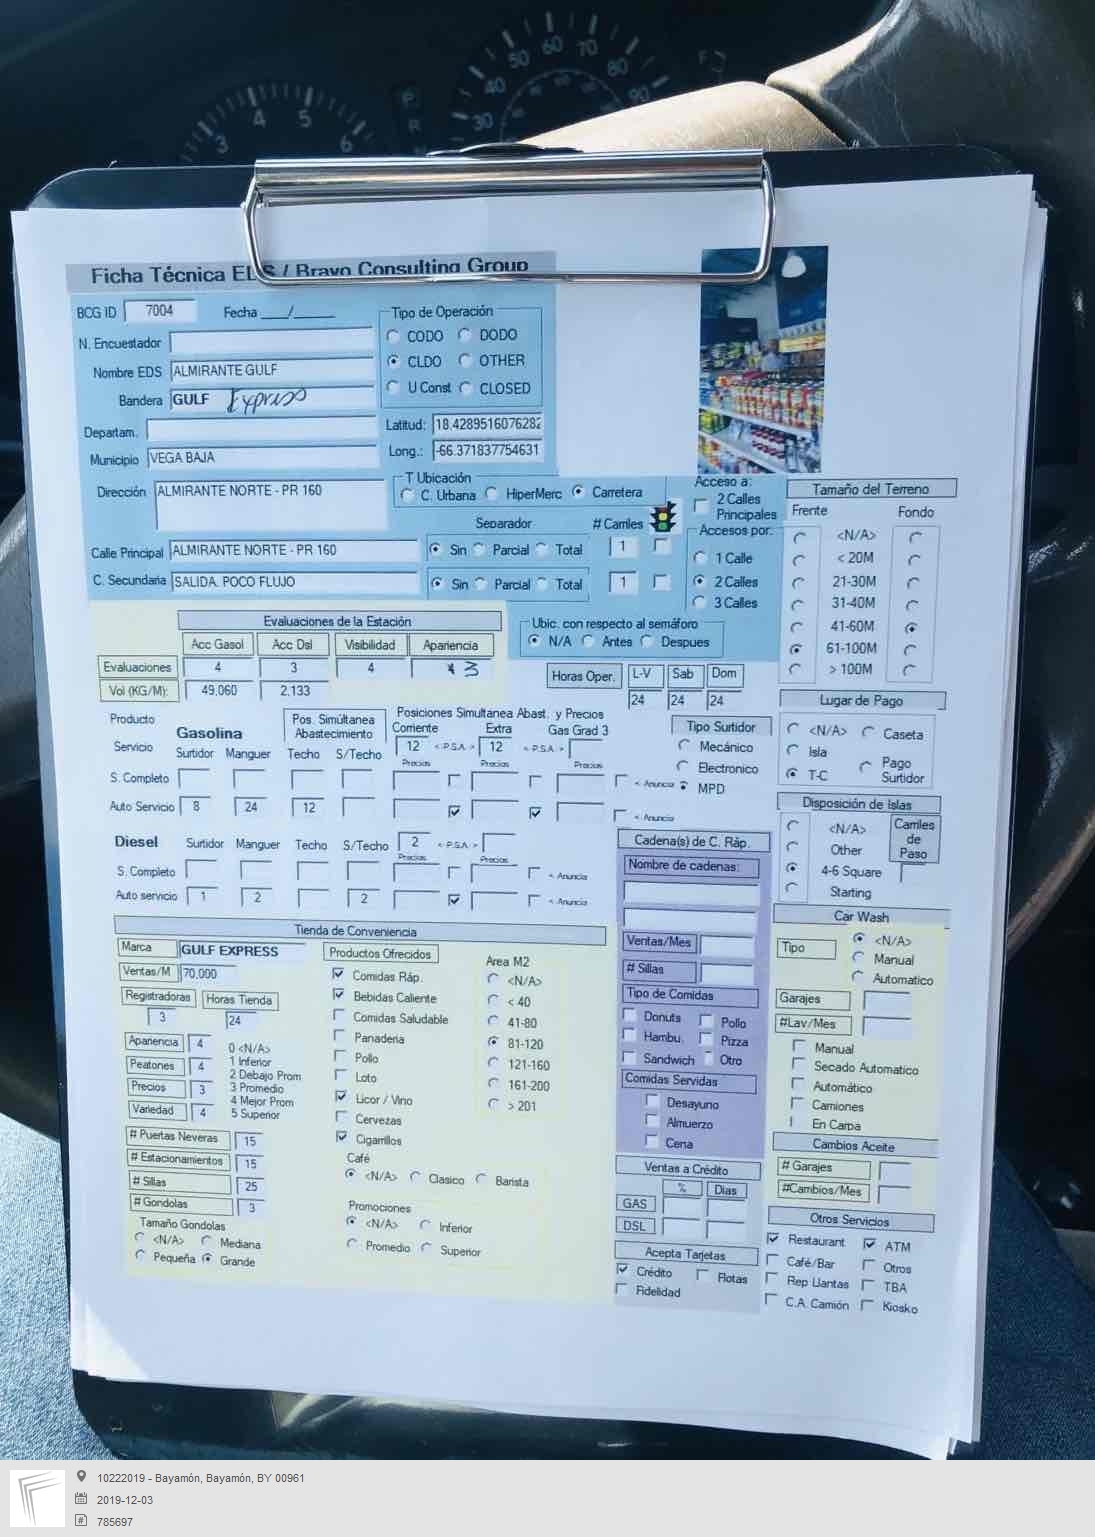 3 4 5 6
30 40 50 60 70 80 90
P
R
F
Ficha Técnica EDS / Bravo Consulting Group
BCG ID 7004 Fecha ___/______
N. Encuestador
Nombre EDS ALMIRANTE GULF
Bandera GULF Express
Departam.
Municipio VEGA BAJA
Dirección ALMIRANTE NORTE - PR 160
Tipo de Operación
CODO DODO
CLDO OTHER
U Const CLOSED
Latitud: 18.4289516076282
Long.: -66.371837754631
T Ubicación
C. Urbana HiperMerc Carretera
Separador # Carriles
Calle Principal ALMIRANTE NORTE - PR 160 Sin Parcial Total 1
C. Secundaria SALIDA. POCO FLUJO Sin Parcial Total 1
Acceso a:
2 Calles
Principales
Accesos por:
1 Calle
2 Calles
3 Calles
Ubic. con respecto al semáforo
N/A Antes Despues
Tamaño del Terreno
Frente Fondo
<N/A>
< 20M
21-30M
31-40M
41-60M
61-100M
> 100M
Evaluaciones de la Estación
Acc Gasol Acc Dsl Visibilidad Apariencia
Evaluaciones 4 3 4 3
Vol (KG/M): 49.060 2.133
Horas Oper. L-V Sab Dom
24 24 24
Lugar de Pago
<N/A> Caseta
Isla
T-C Pago
Surtidor
Producto
Servicio
Gasolina
Surtidor Manguer
Pos. Simúltanea
Abastecimiento
Techo S/Techo
Posiciones Simultanea Abast. y Precios
Corriente Extra Gas Grad 3
12 <-P.S.A.-> 12 <-P.S.A.->
Precios Precios Precios
S. Completo < -Anuncia
Auto Servicio 8 24 12 < -Anuncia
Tipo Surtidor
Mecánico
Electronico
MPD
Disposición de Islas
<N/A>
Other
4-6 Square
Starting
Carriles
de
Paso
Diesel Surtidor Manguer Techo S/Techo 2 <-P.S.A.->
Precios Precios
S. Completo < -Anuncia
Auto servicio 1 2 2 < -Anuncia
Cadena(s) de C. Ráp.
Nombre de cadenas:
Ventas/Mes
# Sillas
Tipo de Comidas
Donuts Pollo
Hambu. Pizza
Sandwich Otro
Comidas Servidas
Desayuno
Almuerzo
Cena
Car Wash
Tipo <N/A>
Manual
Automatico
Garajes
#Lav/Mes
Manual
Secado Automatico
Automático
Camiones
En Carpa
Tienda de Conveniencia
Marca GULF EXPRESS
Ventas/M 70,000
Registradoras Horas Tienda
3 24
Apariencia 4
Peatones 4
Precios 3
Variedad 4
0 <N/A>
1 Inferior
2 Debajo Prom
3 Promedio
4 Mejor Prom
5 Superior
# Puertas Neveras 15
# Estacionamientos 15
# Sillas 25
# Gondolas 3
Tamaño Gondolas
<N/A> Mediana
Pequeña Grande
Productos Ofrecidos
Comidas Ráp.
Bebidas Caliente
Comidas Saludable
Panaderia
Pollo
Loto
Licor / Vino
Cervezas
Cigarrillos
Café
<N/A> Clasico Barista
Promociones
<N/A> Inferior
Promedio Superior
Area M2
<N/A>
< 40
41-80
81-120
121-160
161-200
> 201
Ventas a Crédito
% Dias
GAS
DSL
Acepta Tarjetas
Crédito Flotas
Fidelidad
Cambios Aceite
# Garajes
#Cambios/Mes
Otros Servicios
Restaurant ATM
Café/Bar Otros
Rep Llantas TBA
C.A. Camión Kiosko
10222019 - Bayamón, Bayamón, BY 00961
2019-12-03
785697